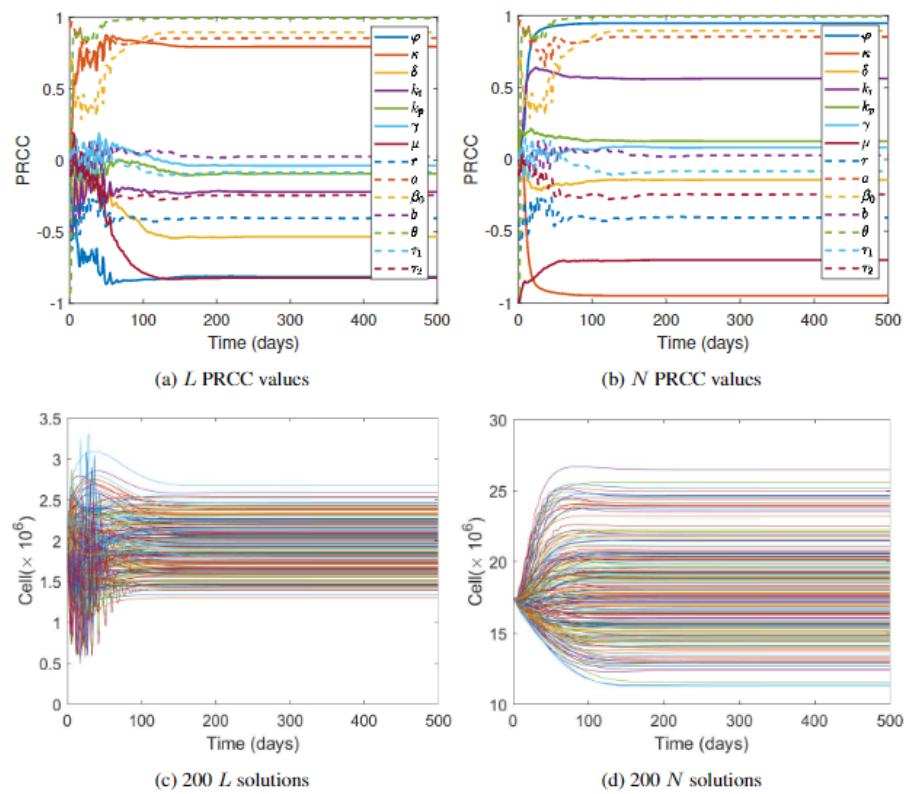 1
0.5
0
-0.5
-1
PRCC
φ
κ
δ
k_t
k_p
γ
μ
r
a
β₀
b
θ
τ₁
τ₂
0 100 200 300 400 500
Time (days)
(a) L PRCC values
1
0.5
0
-0.5
-1
PRCC
φ
κ
δ
k_t
k_p
γ
μ
r
a
β₀
b
θ
τ₁
τ₂
0 100 200 300 400 500
Time (days)
(b) N PRCC values
3.5
3
2.5
2
1.5
1
0.5
0
Cell(× 10⁶)
0 100 200 300 400 500
Time (days)
(c) 200 L solutions
30
25
20
15
10
Cell(× 10⁶)
0 100 200 300 400 500
Time (days)
(d) 200 N solutions